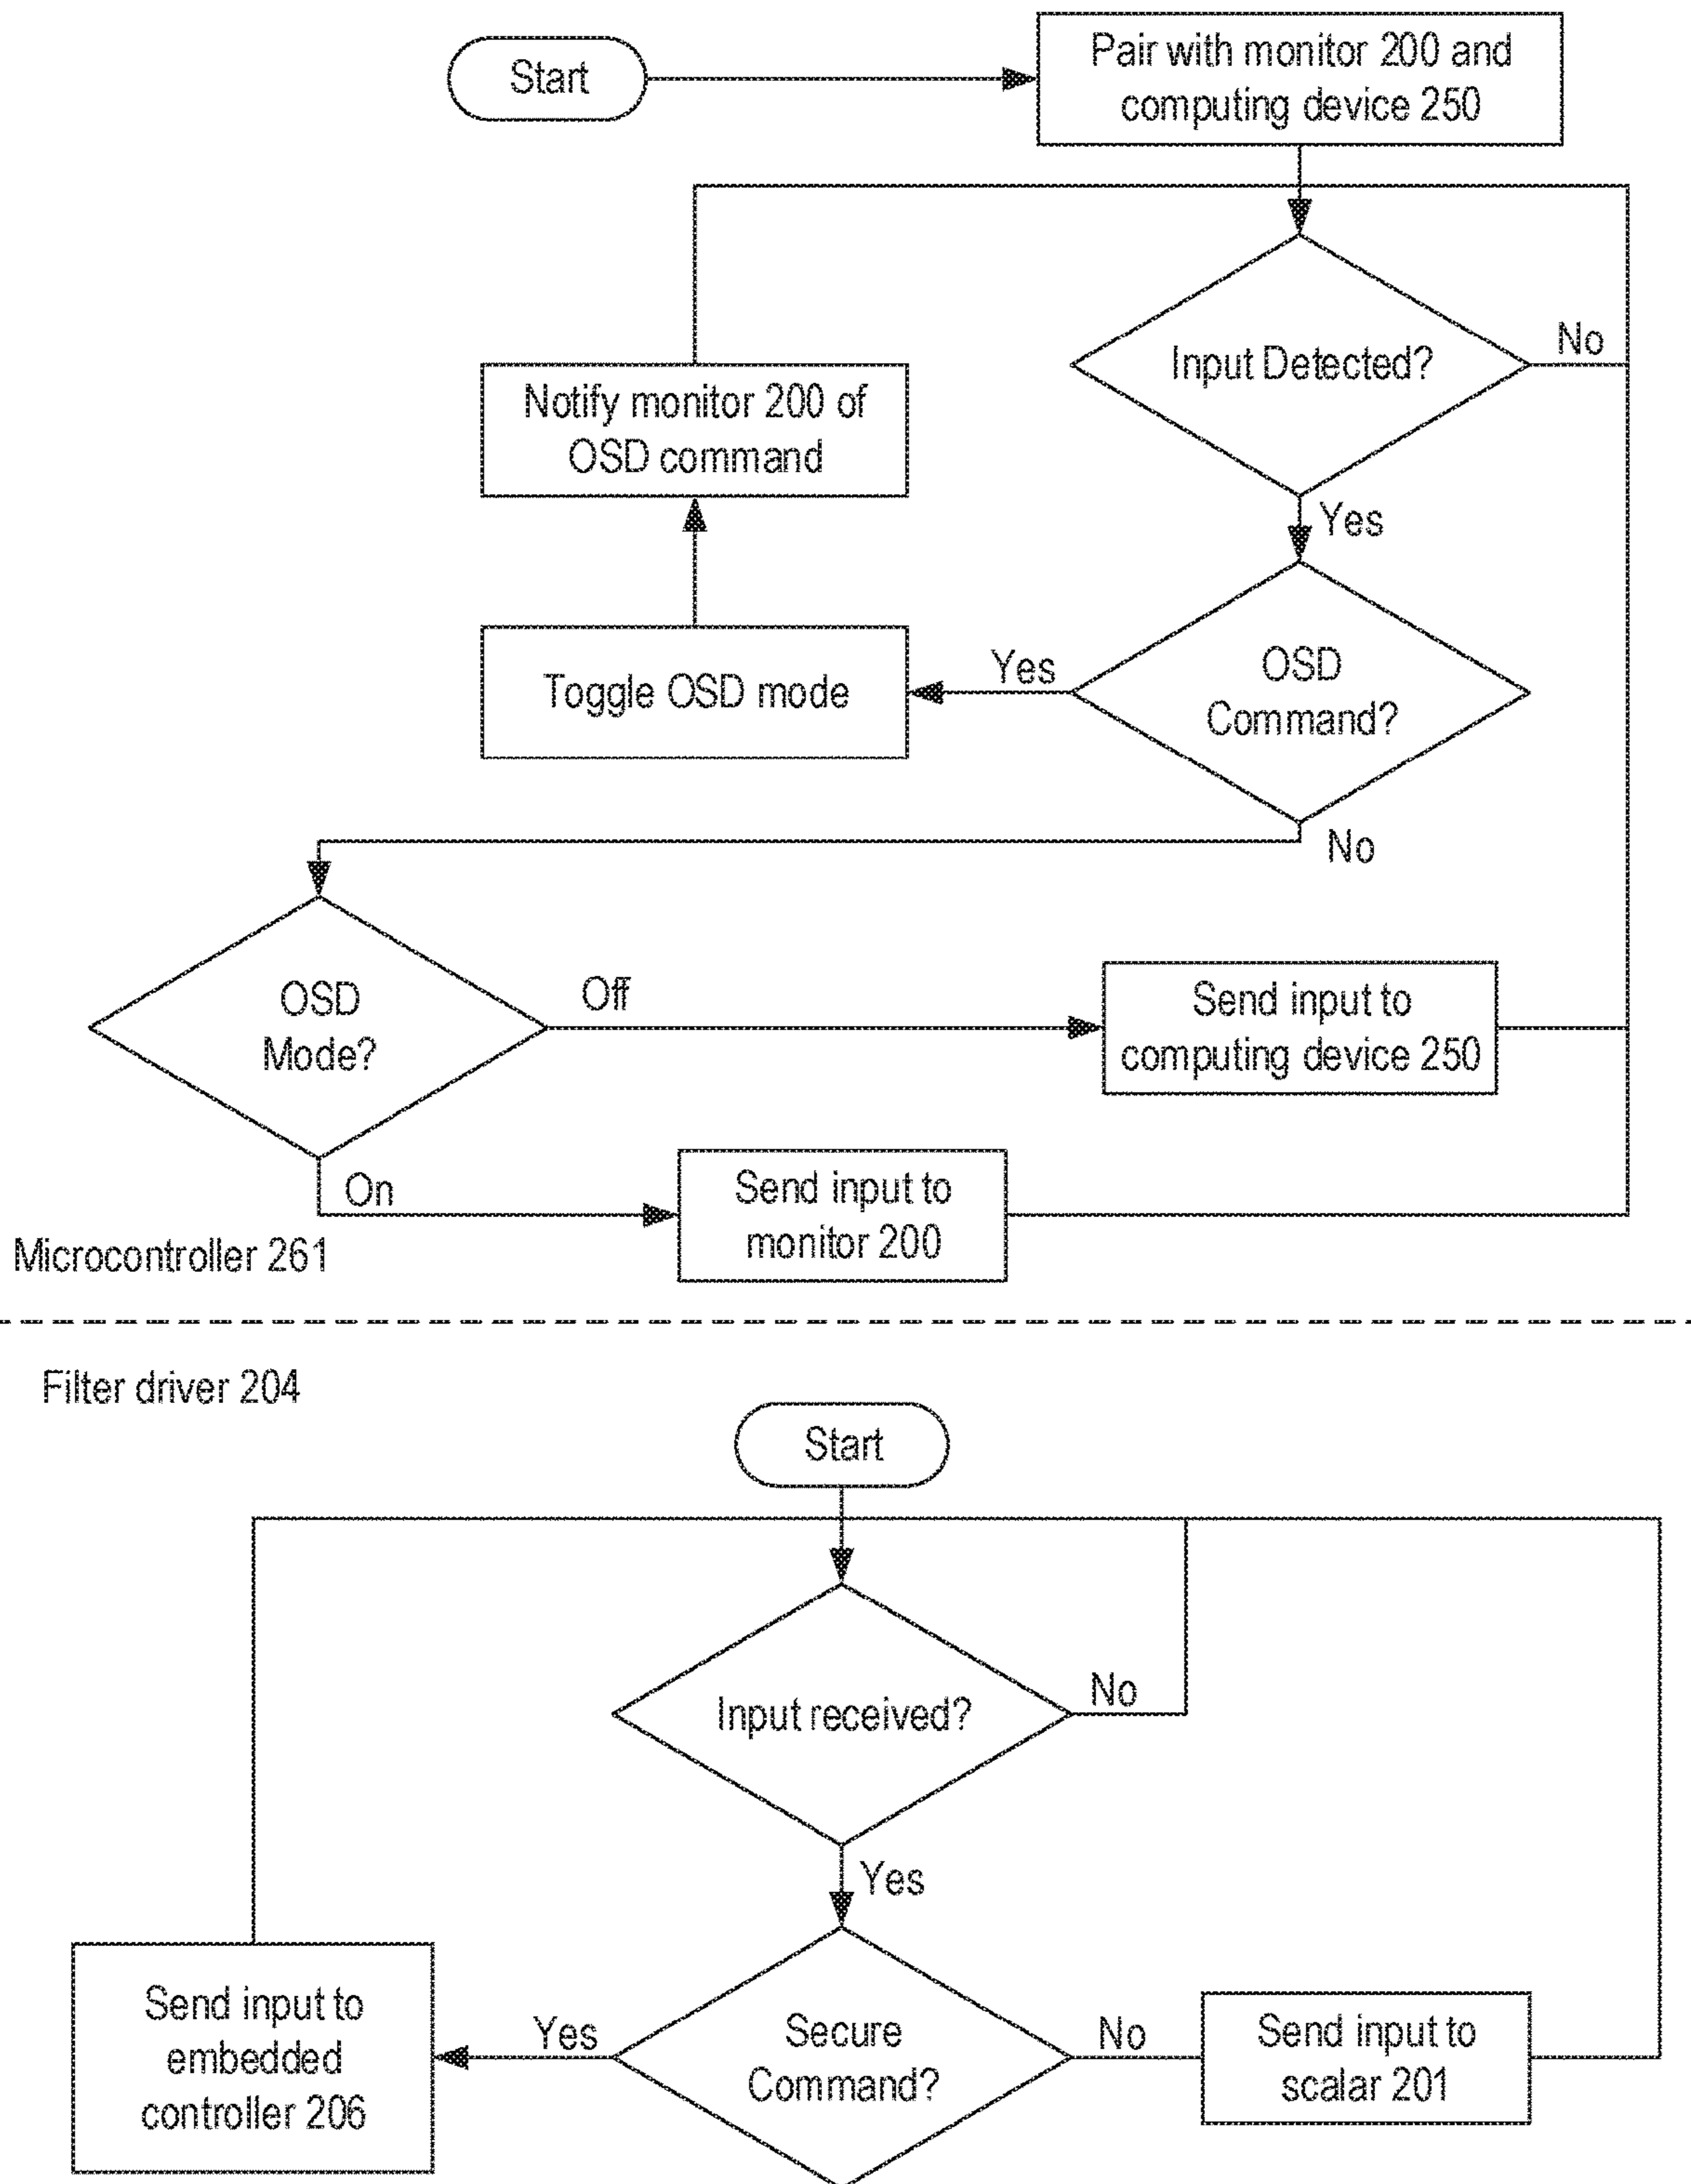 Start
Pair with monitor 200 and
computing device 250
Input Detected?
No
Notify monitor 200 of
OSD command
Yes
OSD
Command?
Yes
Toggle OSD mode
No
OSD
Mode?
Off
Send input to
computing device 250
On
Send input to
monitor 200
Microcontroller 261
Filter driver 204
Start
Input received?
No
Yes
Secure
Command?
Yes
Send input to
embedded
controller 206
No
Send input to
scalar 201